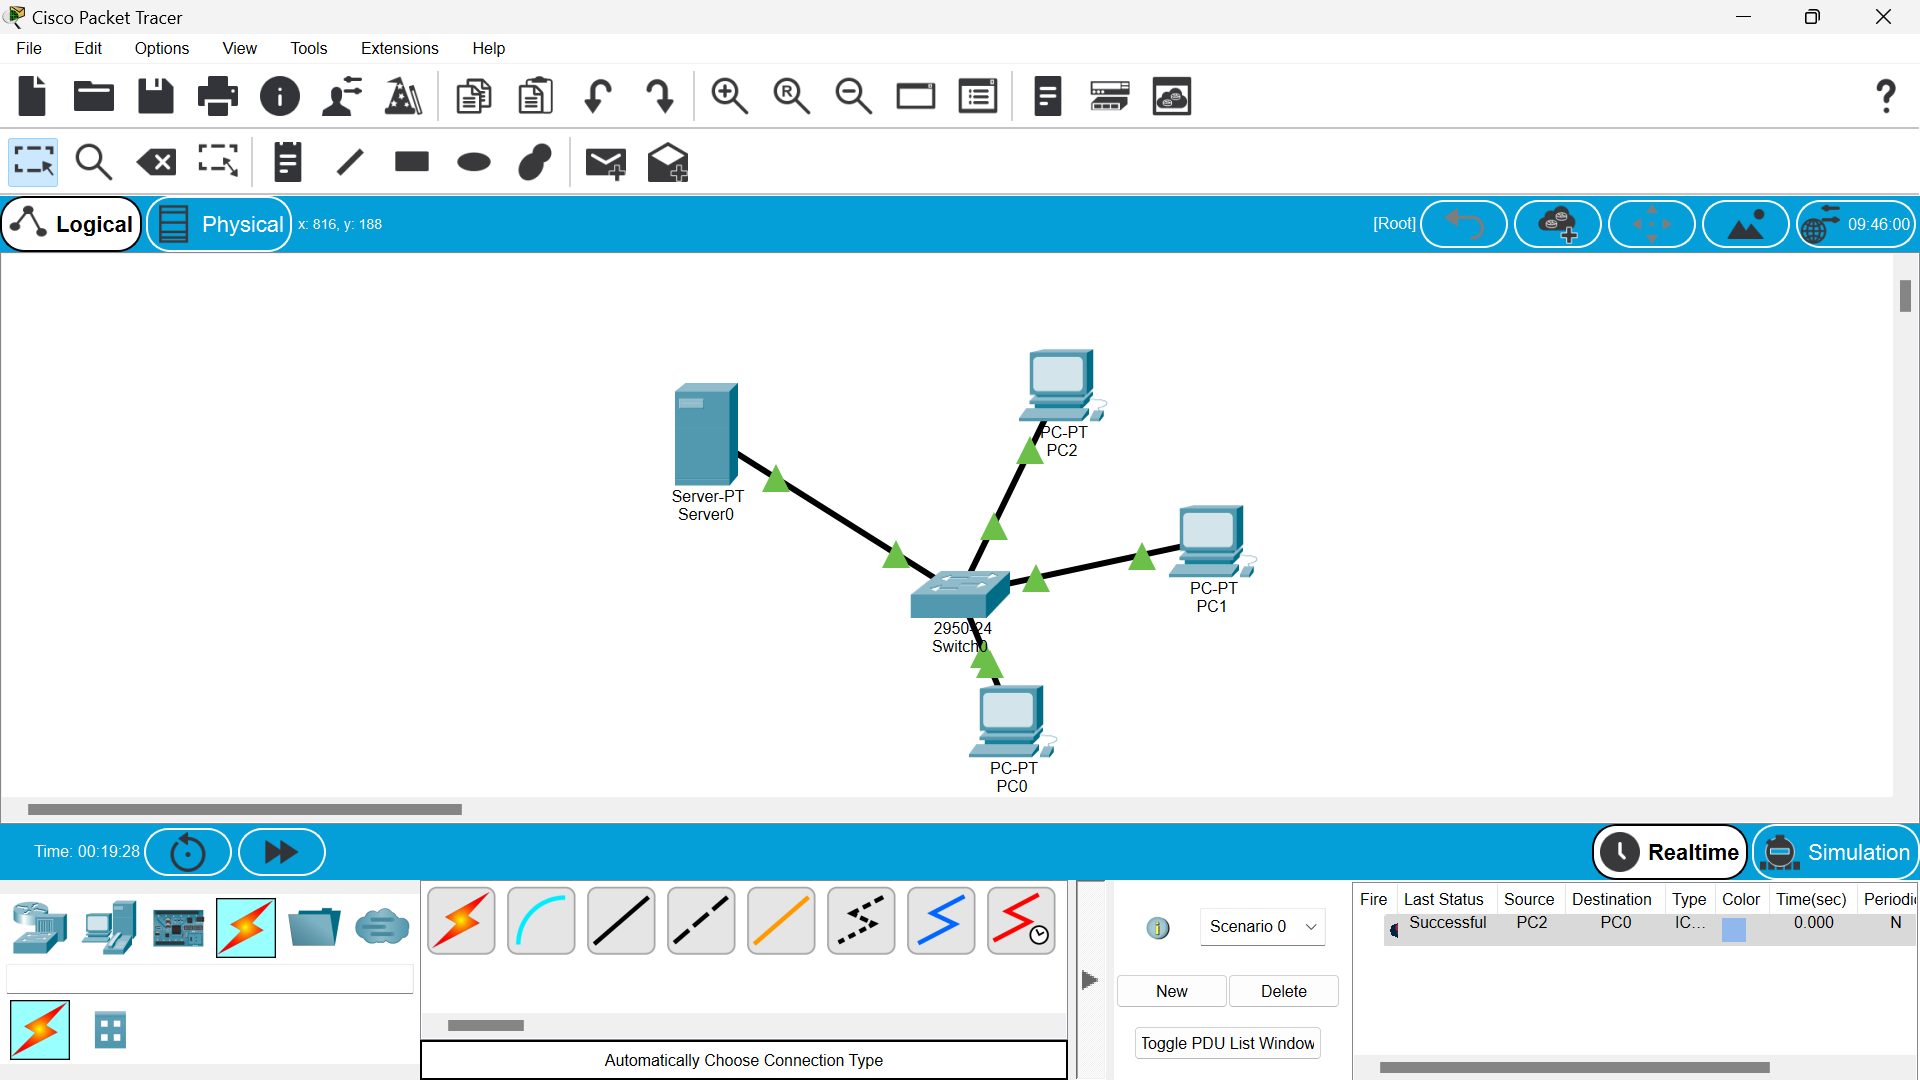 Cisco Packet Tracer
File Edit Options View Tools Extensions Help
Logical Physical x: 816, y: 188 [Root] 09:46:00
PC-PT
PC2
Server-PT
Server0
PC-PT
PC1
2950-24
Switch0
PC-PT
PC0
Time: 00:19:28 Realtime Simulation
Fire Last Status Source Destination Type Color Time(sec) Periodi
Successful PC2 PC0 IC... 0.000 N
Scenario 0
New Delete
Toggle PDU List Window
Automatically Choose Connection Type